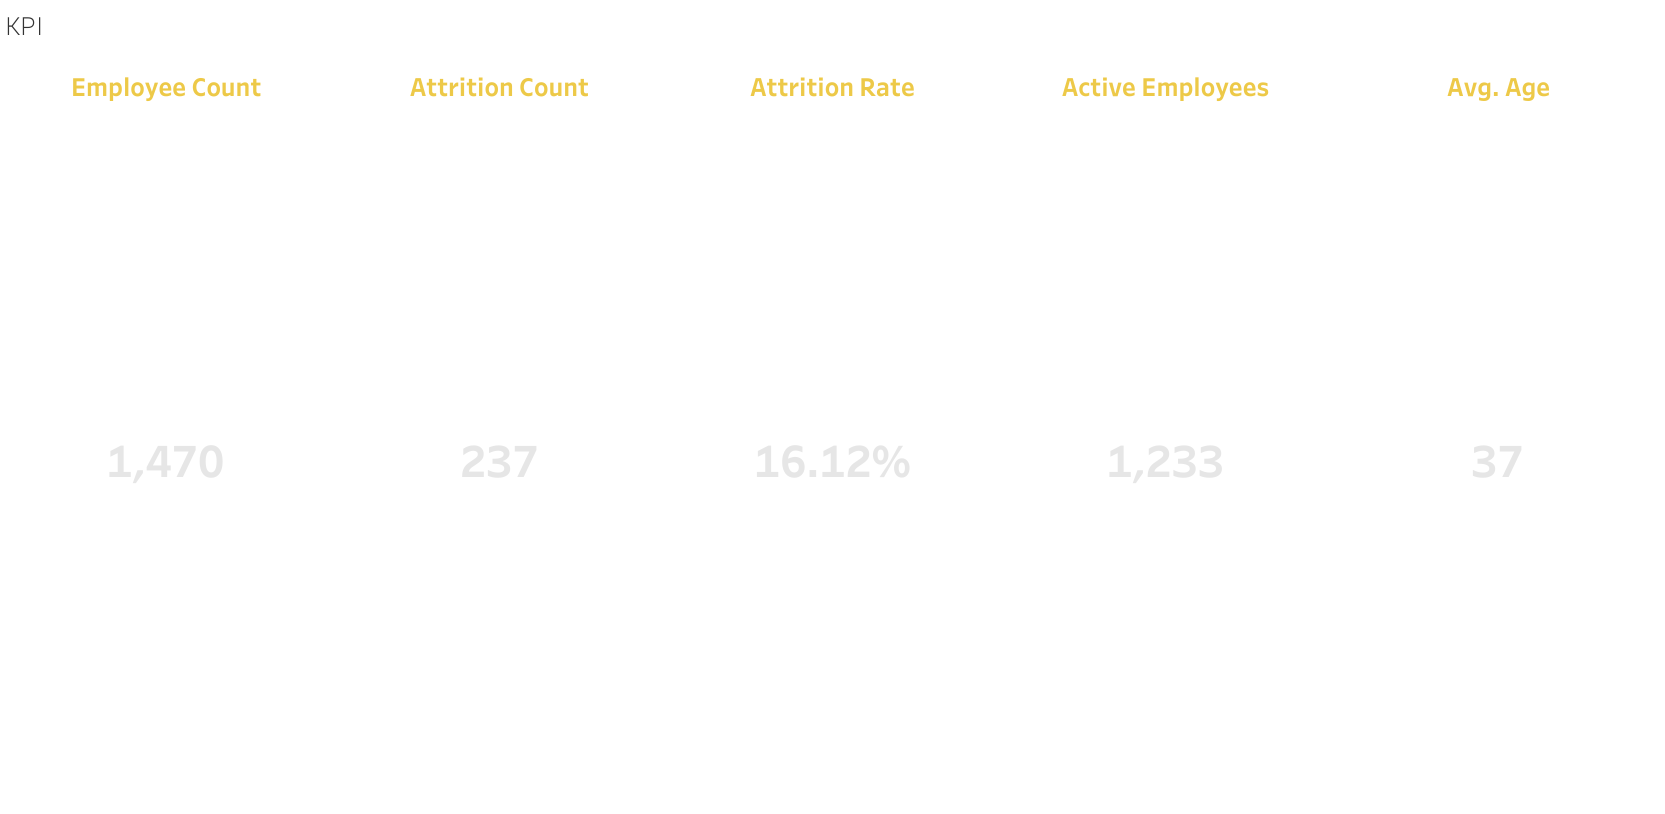 KPI
Employee Count Attrition Count Attrition Rate Active Employees Avg. Age
1,470 237 16.12% 1,233 37